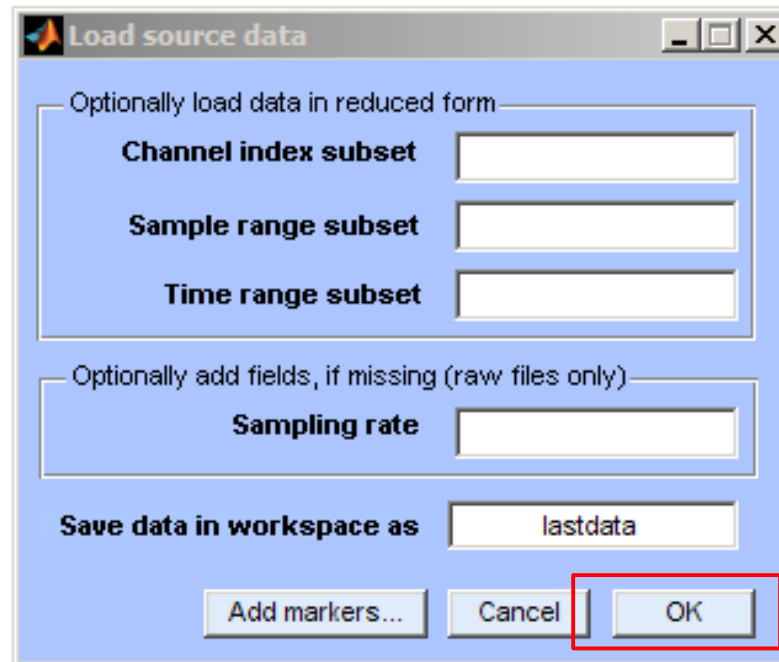 Load source data
Optionally load data in reduced form
Channel index subset
Sample range subset
Time range subset
Optionally add fields, if missing (raw files only)
Sampling rate
Save data in workspace as lastdata
Add markers... Cancel OK